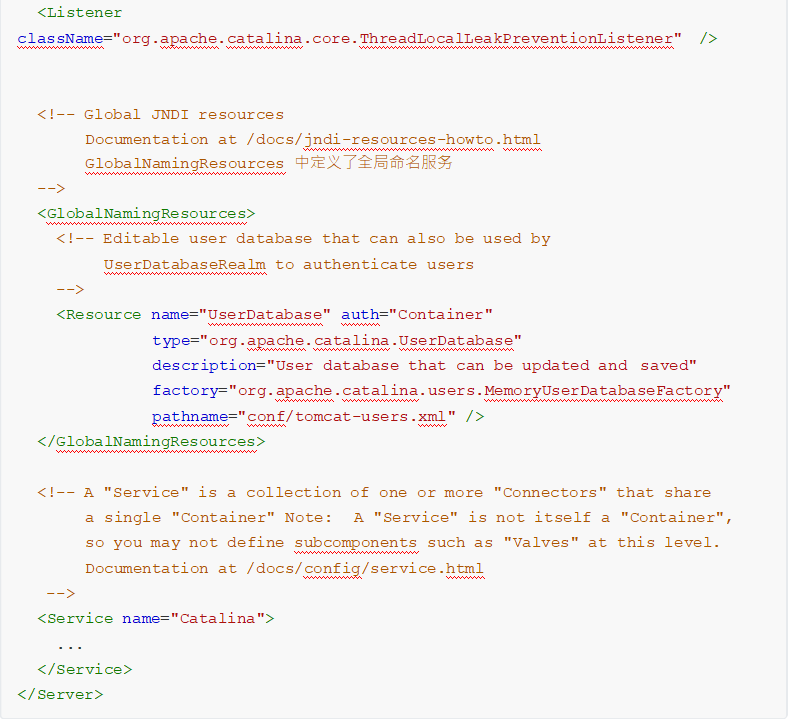 <Listener
className="org.apache.catalina.core.ThreadLocalLeakPreventionListener" />
<!-- Global JNDI resources
Documentation at /docs/jndi-resources-howto.html
GlobalNamingResources 中定义了全局命名服务
-->
<GlobalNamingResources>
<!-- Editable user database that can also be used by
UserDatabaseRealm to authenticate users
-->
<Resource name="UserDatabase" auth="Container"
type="org.apache.catalina.UserDatabase"
description="User database that can be updated and saved"
factory="org.apache.catalina.users.MemoryUserDatabaseFactory"
pathname="conf/tomcat-users.xml" />
</GlobalNamingResources>
<!-- A "Service" is a collection of one or more "Connectors" that share
a single "Container" Note: A "Service" is not itself a "Container",
so you may not define subcomponents such as "Valves" at this level.
Documentation at /docs/config/service.html
-->
<Service name="Catalina">
...
</Service>
</Server>